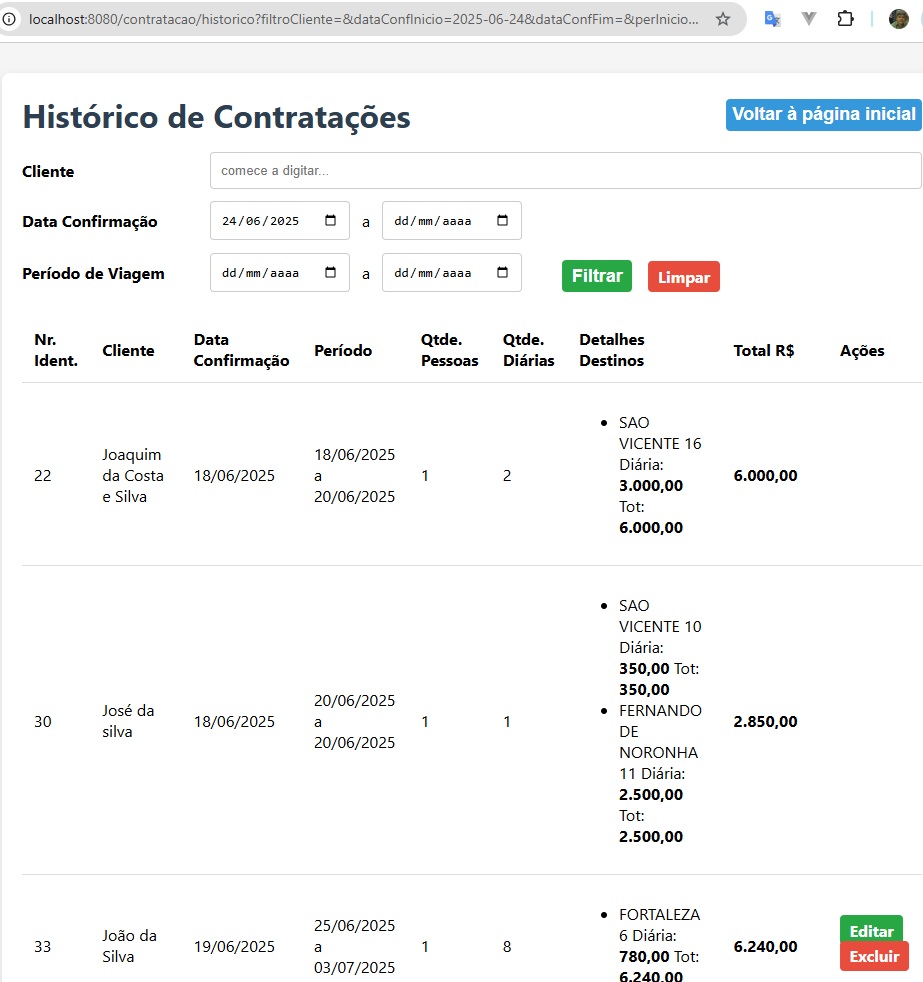 localhost:8080/contratacao/historico?filtroCliente=&dataConfInicio=2025-06-24&dataConfFim=&perInicio...
Histórico de Contratações
Voltar à página inicial
Cliente
comece a digitar...
Data Confirmação
24/06/2025
a
dd/mm/aaaa
Período de Viagem
dd/mm/aaaa
a
dd/mm/aaaa
Filtrar
Limpar
Nr.
Ident.
Cliente
Data
Confirmação
Período
Qtde.
Pessoas
Qtde.
Diárias
Detalhes
Destinos
Total R$
Ações
22
Joaquim
da Costa
e Silva
18/06/2025
18/06/2025
a
20/06/2025
1
2
SAO
VICENTE 16
Diária:
3.000,00
Tot:
6.000,00
6.000,00
30
José da
silva
18/06/2025
20/06/2025
a
20/06/2025
1
1
SAO
VICENTE 10
Diária:
350,00 Tot:
350,00
FERNANDO
DE
NORONHA
11 Diária:
2.500,00
Tot:
2.500,00
2.850,00
33
João da
Silva
19/06/2025
25/06/2025
a
03/07/2025
1
8
FORTALEZA
6 Diária:
780,00 Tot:
6.240,00
6.240,00
Editar
Excluir